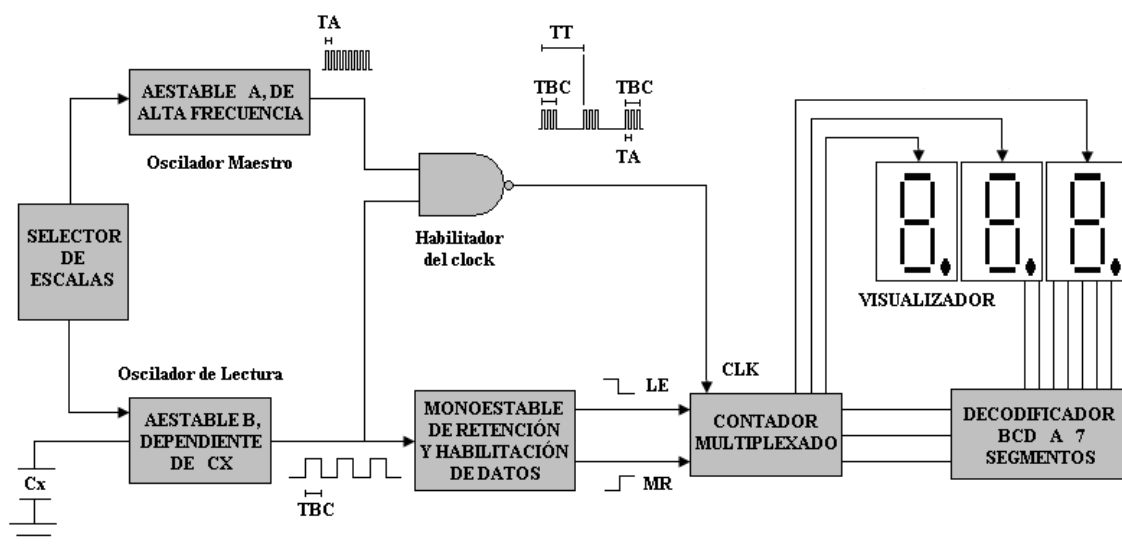 TA
TT
TBC
TBC
TA
AESTABLE A, DE
ALTA FRECUENCIA
Oscilador Maestro
SELECTOR
DE
ESCALAS
Habilitador
del clock
VISUALIZADOR
Oscilador de Lectura
AESTABLE B,
DEPENDIENTE
DE CX
Cx
TBC
MONOESTABLE
DE RETENCIÓN
Y HABILITACIÓN
DE DATOS
LE
MR
CLK
CONTADOR
MULTIPLEXADO
DECODIFICADOR
BCD A 7
SEGMENTOS